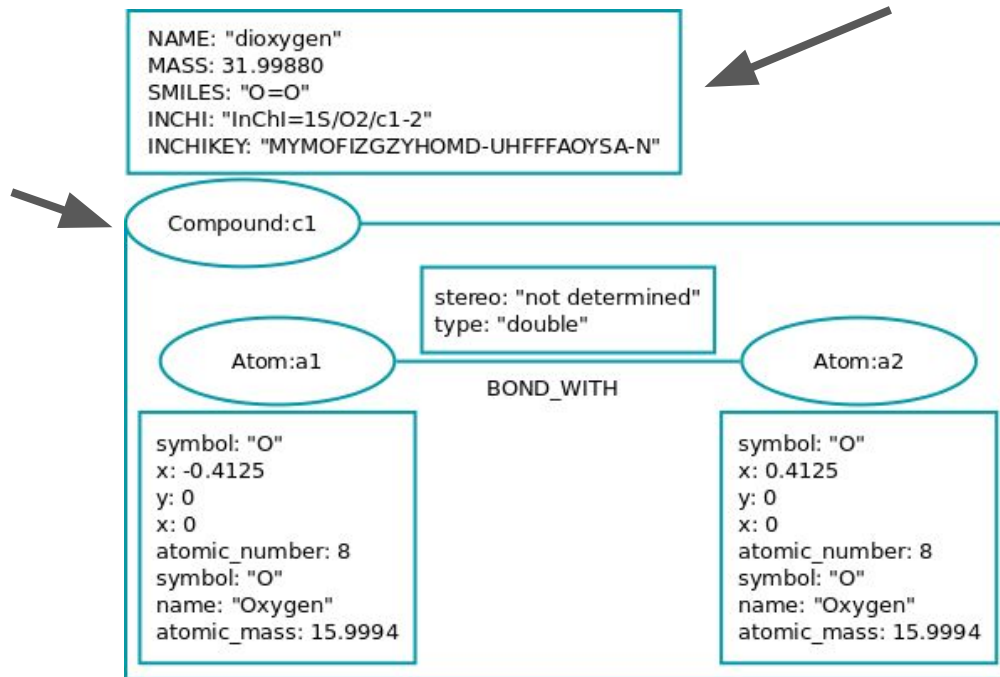 NAME: "dioxygen"
MASS: 31.99880
SMILES: "O=O"
INCHI: "InChI=1S/O2/c1-2"
INCHIKEY: "MYMOFIZGZYHOMD-UHFFFAOYSA-N"
Compound:c1
stereo: "not determined"
type: "double"
Atom:a1
BOND_WITH
Atom:a2
symbol: "O"
x: -0.4125
y: 0
x: 0
atomic_number: 8
symbol: "O"
name: "Oxygen"
atomic_mass: 15.9994
symbol: "O"
x: 0.4125
y: 0
x: 0
atomic_number: 8
symbol: "O"
name: "Oxygen"
atomic_mass: 15.9994